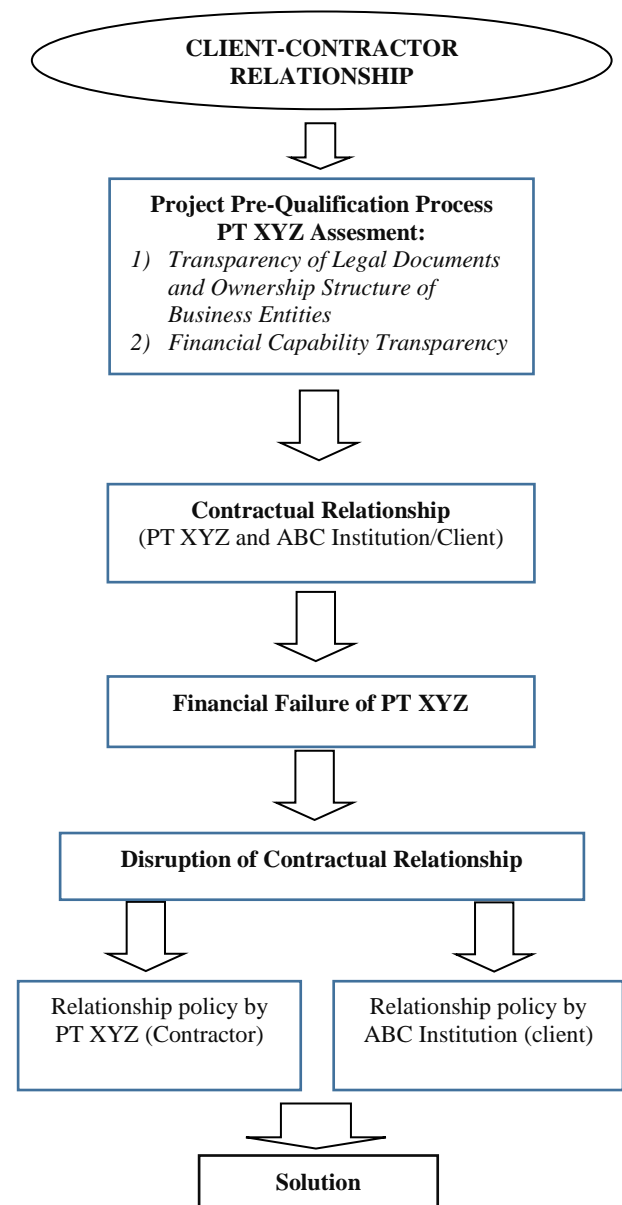 CLIENT-CONTRACTOR
RELATIONSHIP
Project Pre-Qualification Process
PT XYZ Assesment:
1) Transparency of Legal Documents
and Ownership Structure of
Business Entities
2) Financial Capability Transparency
Contractual Relationship
(PT XYZ and ABC Institution/Client)
Financial Failure of PT XYZ
Disruption of Contractual Relationship
Relationship policy by
PT XYZ (Contractor)
Relationship policy by
ABC Institution (client)
Solution